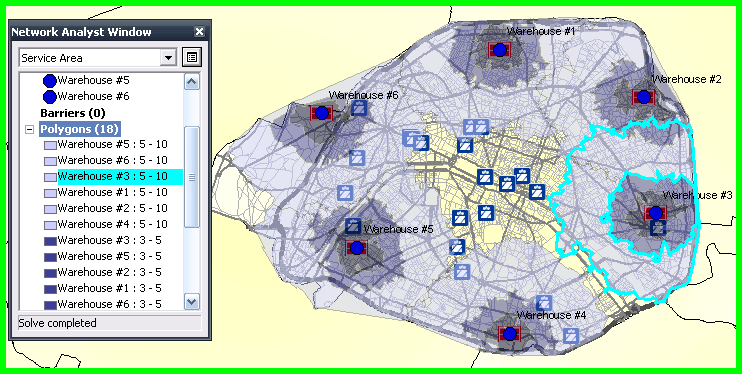 Network Analyst Window
Service Area
Warehouse #5
Warehouse #6
Barriers (0)
Polygons (18)
Warehouse #5 : 5 - 10
Warehouse #6 : 5 - 10
Warehouse #3 : 5 - 10
Warehouse #1 : 5 - 10
Warehouse #2 : 5 - 10
Warehouse #4 : 5 - 10
Warehouse #3 : 3 - 5
Warehouse #5 : 3 - 5
Warehouse #2 : 3 - 5
Warehouse #1 : 3 - 5
Warehouse #6 : 3 - 5
Solve completed
Warehouse #1
Warehouse #2
Warehouse #6
Warehouse #3
Warehouse #5
Warehouse #4